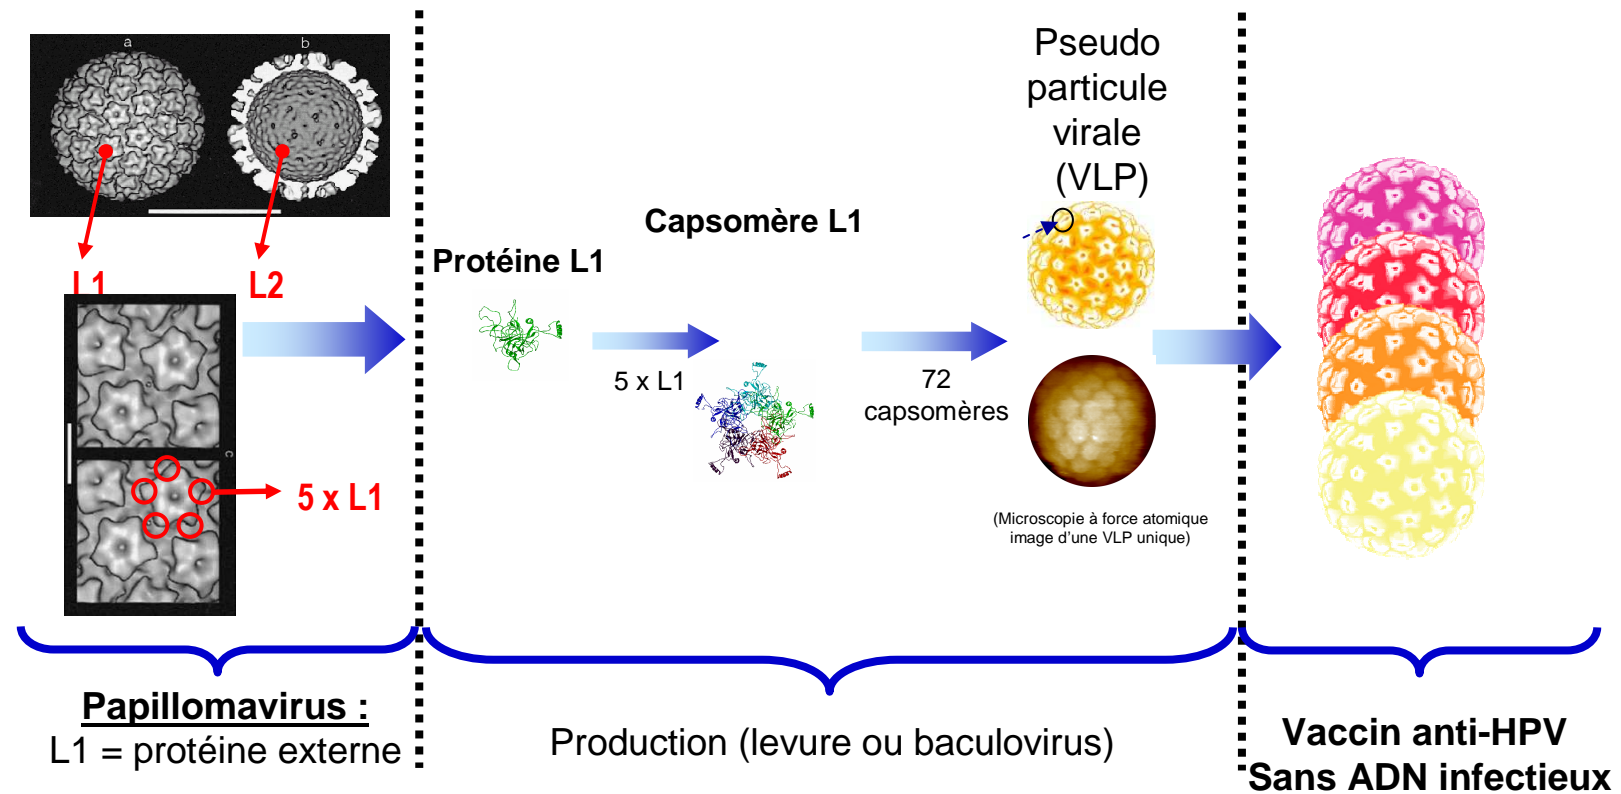 a
b
L1
L2
c
5 x L1
Papillomavirus :
L1 = protéine externe
Protéine L1
5 x L1
Capsomère L1
72
capsomères
Pseudo
particule
virale
(VLP)
(Microscopie à force atomique
image d’une VLP unique)
Production (levure ou baculovirus)
Vaccin anti-HPV
Sans ADN infectieux